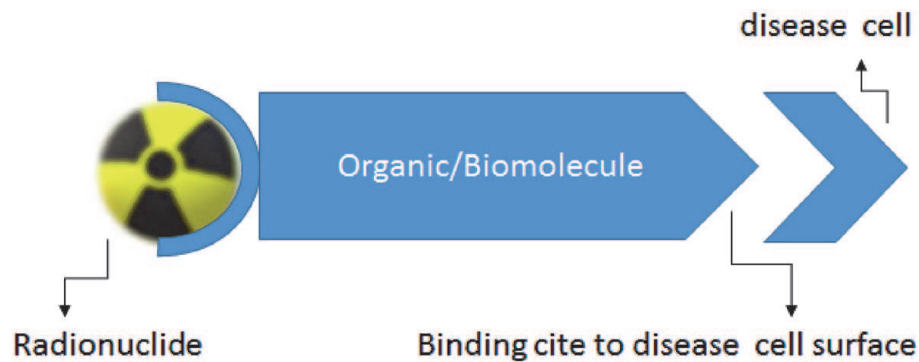 disease cell
Organic/Biomolecule
Radionuclide
Binding cite to disease cell surface